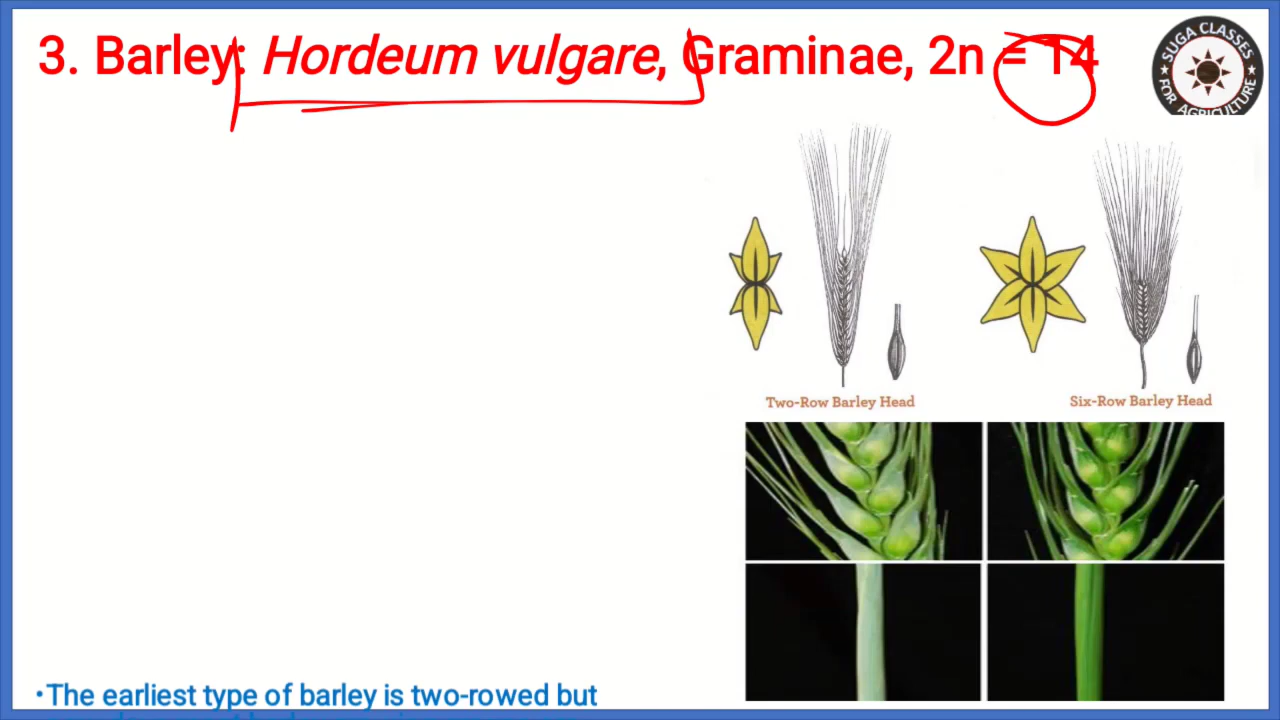 3. Barley: Hordeum vulgare, Graminae, 2n = 14
SUGA CLASSES
FOR AGRICULTURE
Two-Row Barley Head
Six-Row Barley Head
•The earliest type of barley is two-rowed but